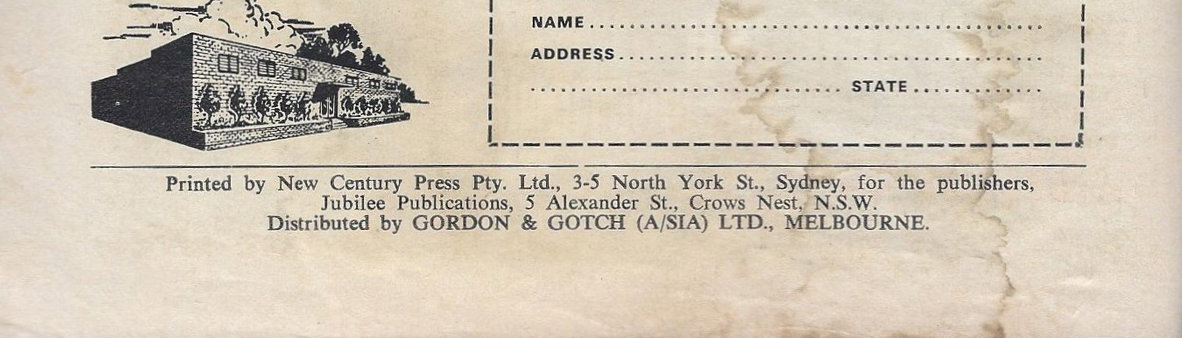 NAME
ADDRESS
STATE
Printed by New Century Press Pty. Ltd., 3-5 North York St., Sydney, for the publishers,
Jubilee Publications, 5 Alexander St., Crows Nest, N.S.W.
Distributed by GORDON & GOTCH (A/SIA) LTD., MELBOURNE.